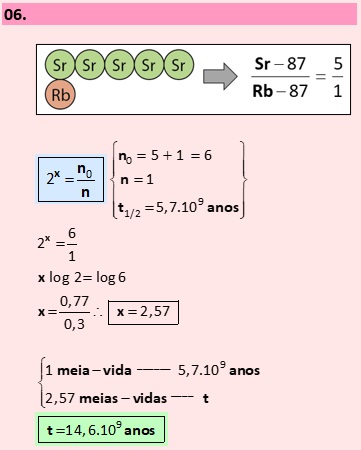 06.
Sr Sr Sr Sr Sr
Rb
Sr – 87 / Rb – 87 = 5 / 1
2^x = n₀ / n
n₀ = 5 + 1 = 6
n = 1
t₁/₂ = 5,7.10⁹ anos
2^x = 6 / 1
x log 2 = log 6
x = 0,77 / 0,3 ∴ x = 2,57
1 meia – vida —— 5,7.10⁹ anos
2,57 meias – vidas —— t
t = 14,6.10⁹ anos